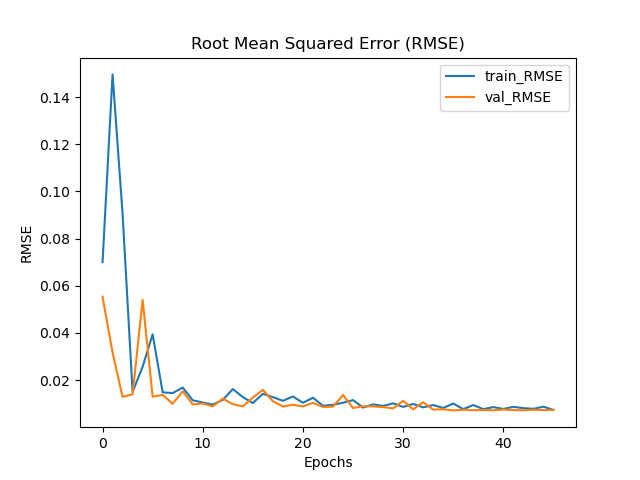 Root Mean Squared Error (RMSE)
train_RMSE
val_RMSE
0.14
0.12
0.10
0.08
0.06
0.04
0.02
RMSE
0 10 20 30 40
Epochs